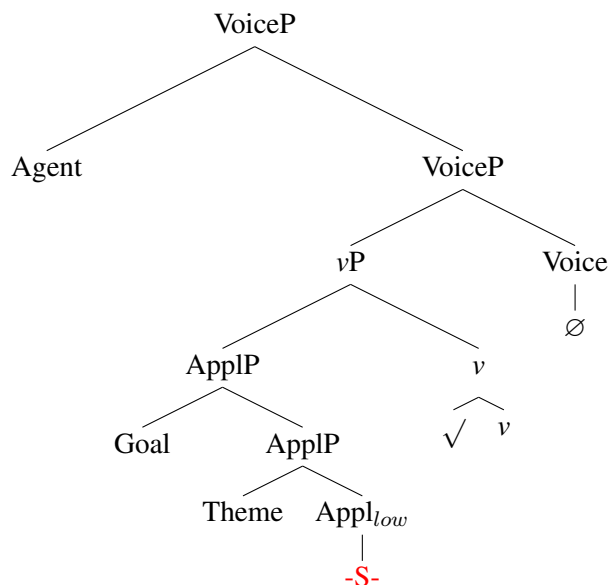 VoiceP
Agent VoiceP
vP Voice
∅
ApplP v
Goal ApplP √ v
Theme Appl_low
-S-